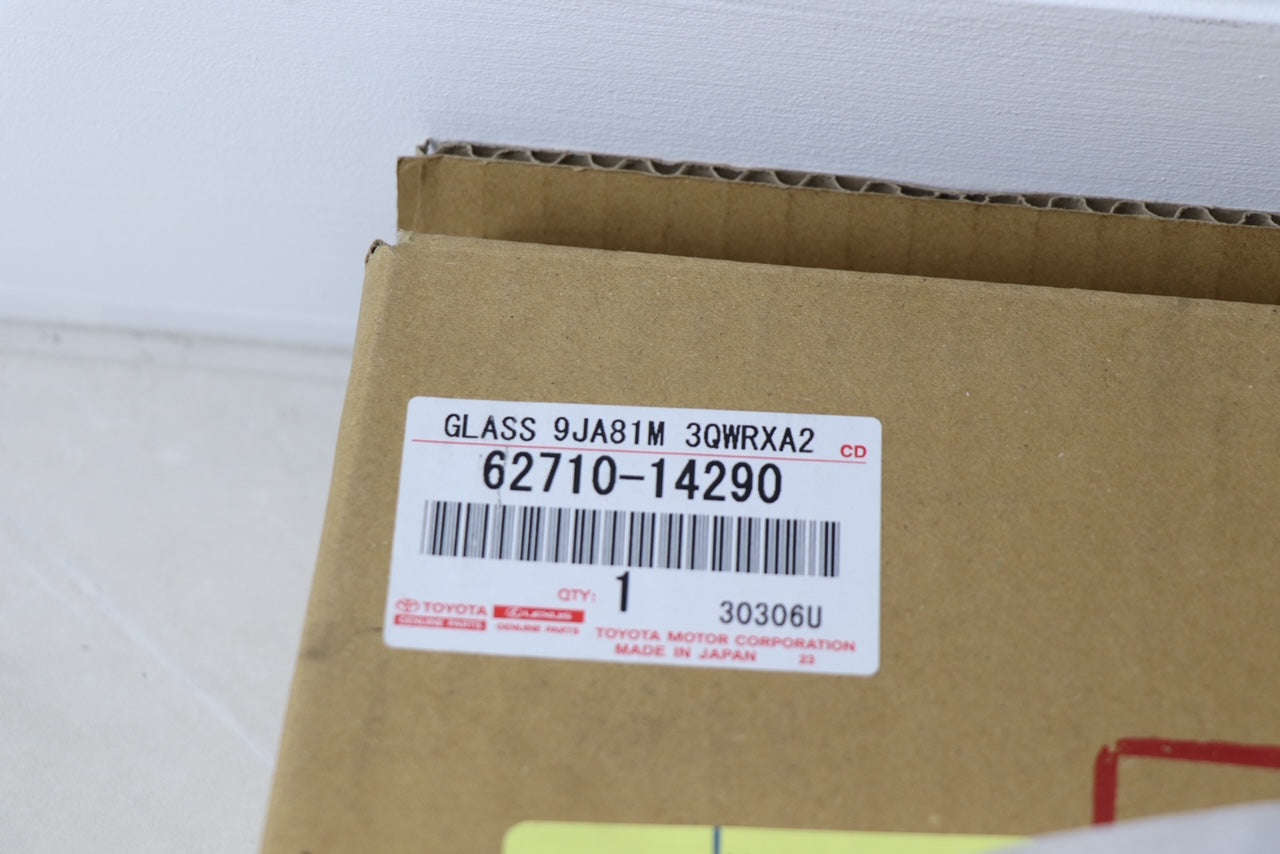 GLASS 9JA81M 3QWRXA2
CD
62710-14290
QTY: 1
30306U
TOYOTA
GENUINE PARTS
LEXUS
GENUINE PARTS
TOYOTA MOTOR CORPORATION
MADE IN JAPAN 23